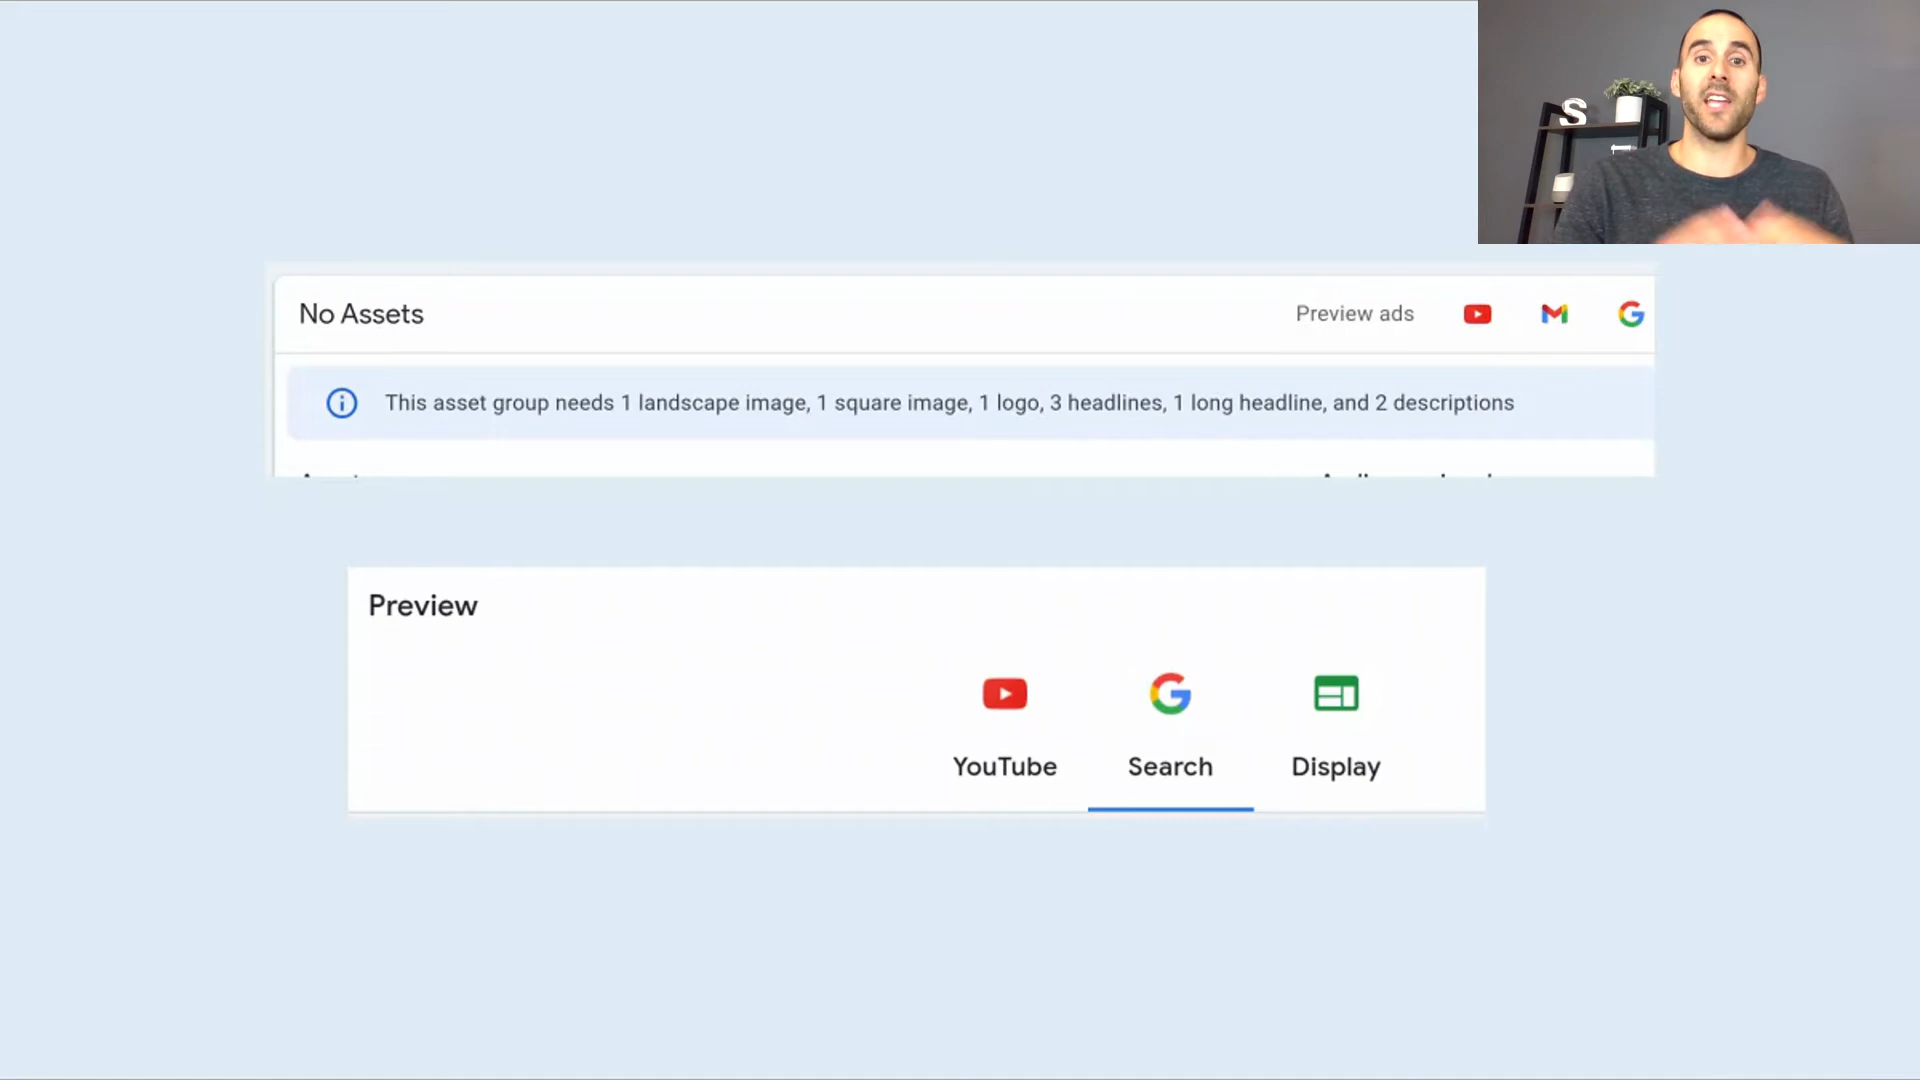 S
No Assets
Preview ads
This asset group needs 1 landscape image, 1 square image, 1 logo, 3 headlines, 1 long headline, and 2 descriptions
Preview
YouTube
Search
Display